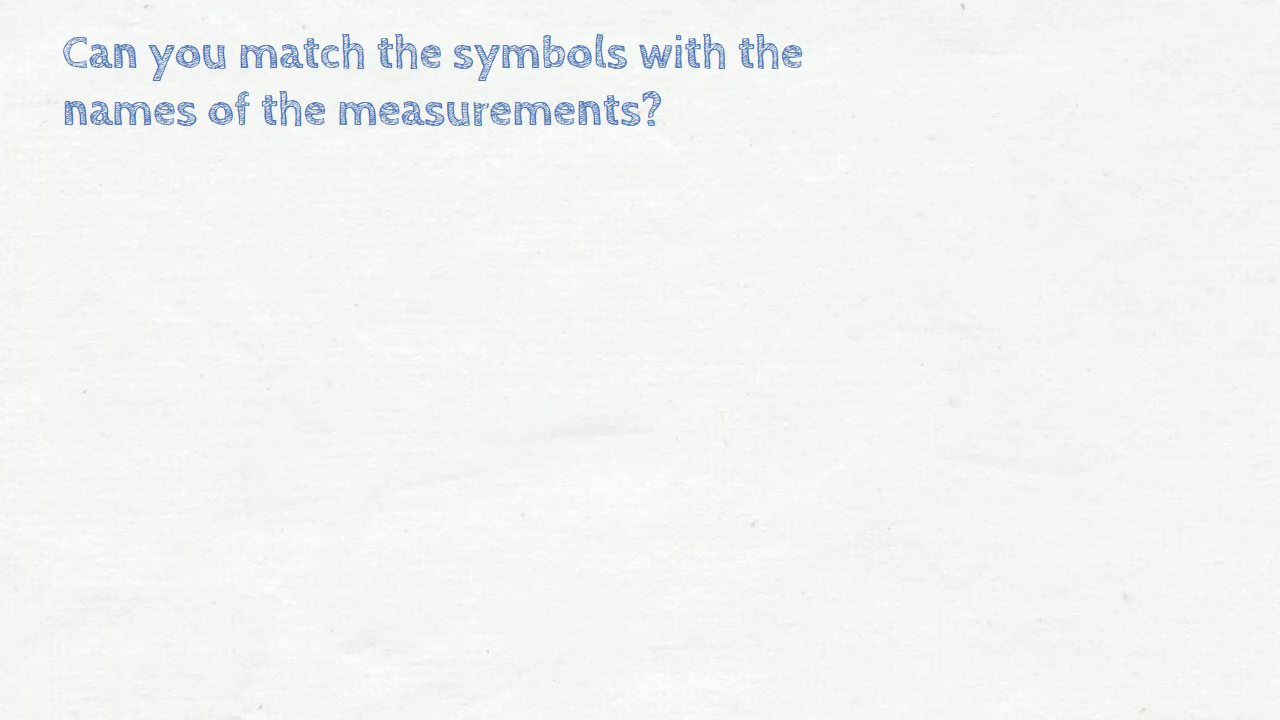 Can you match the symbols with the
names of the measurements?